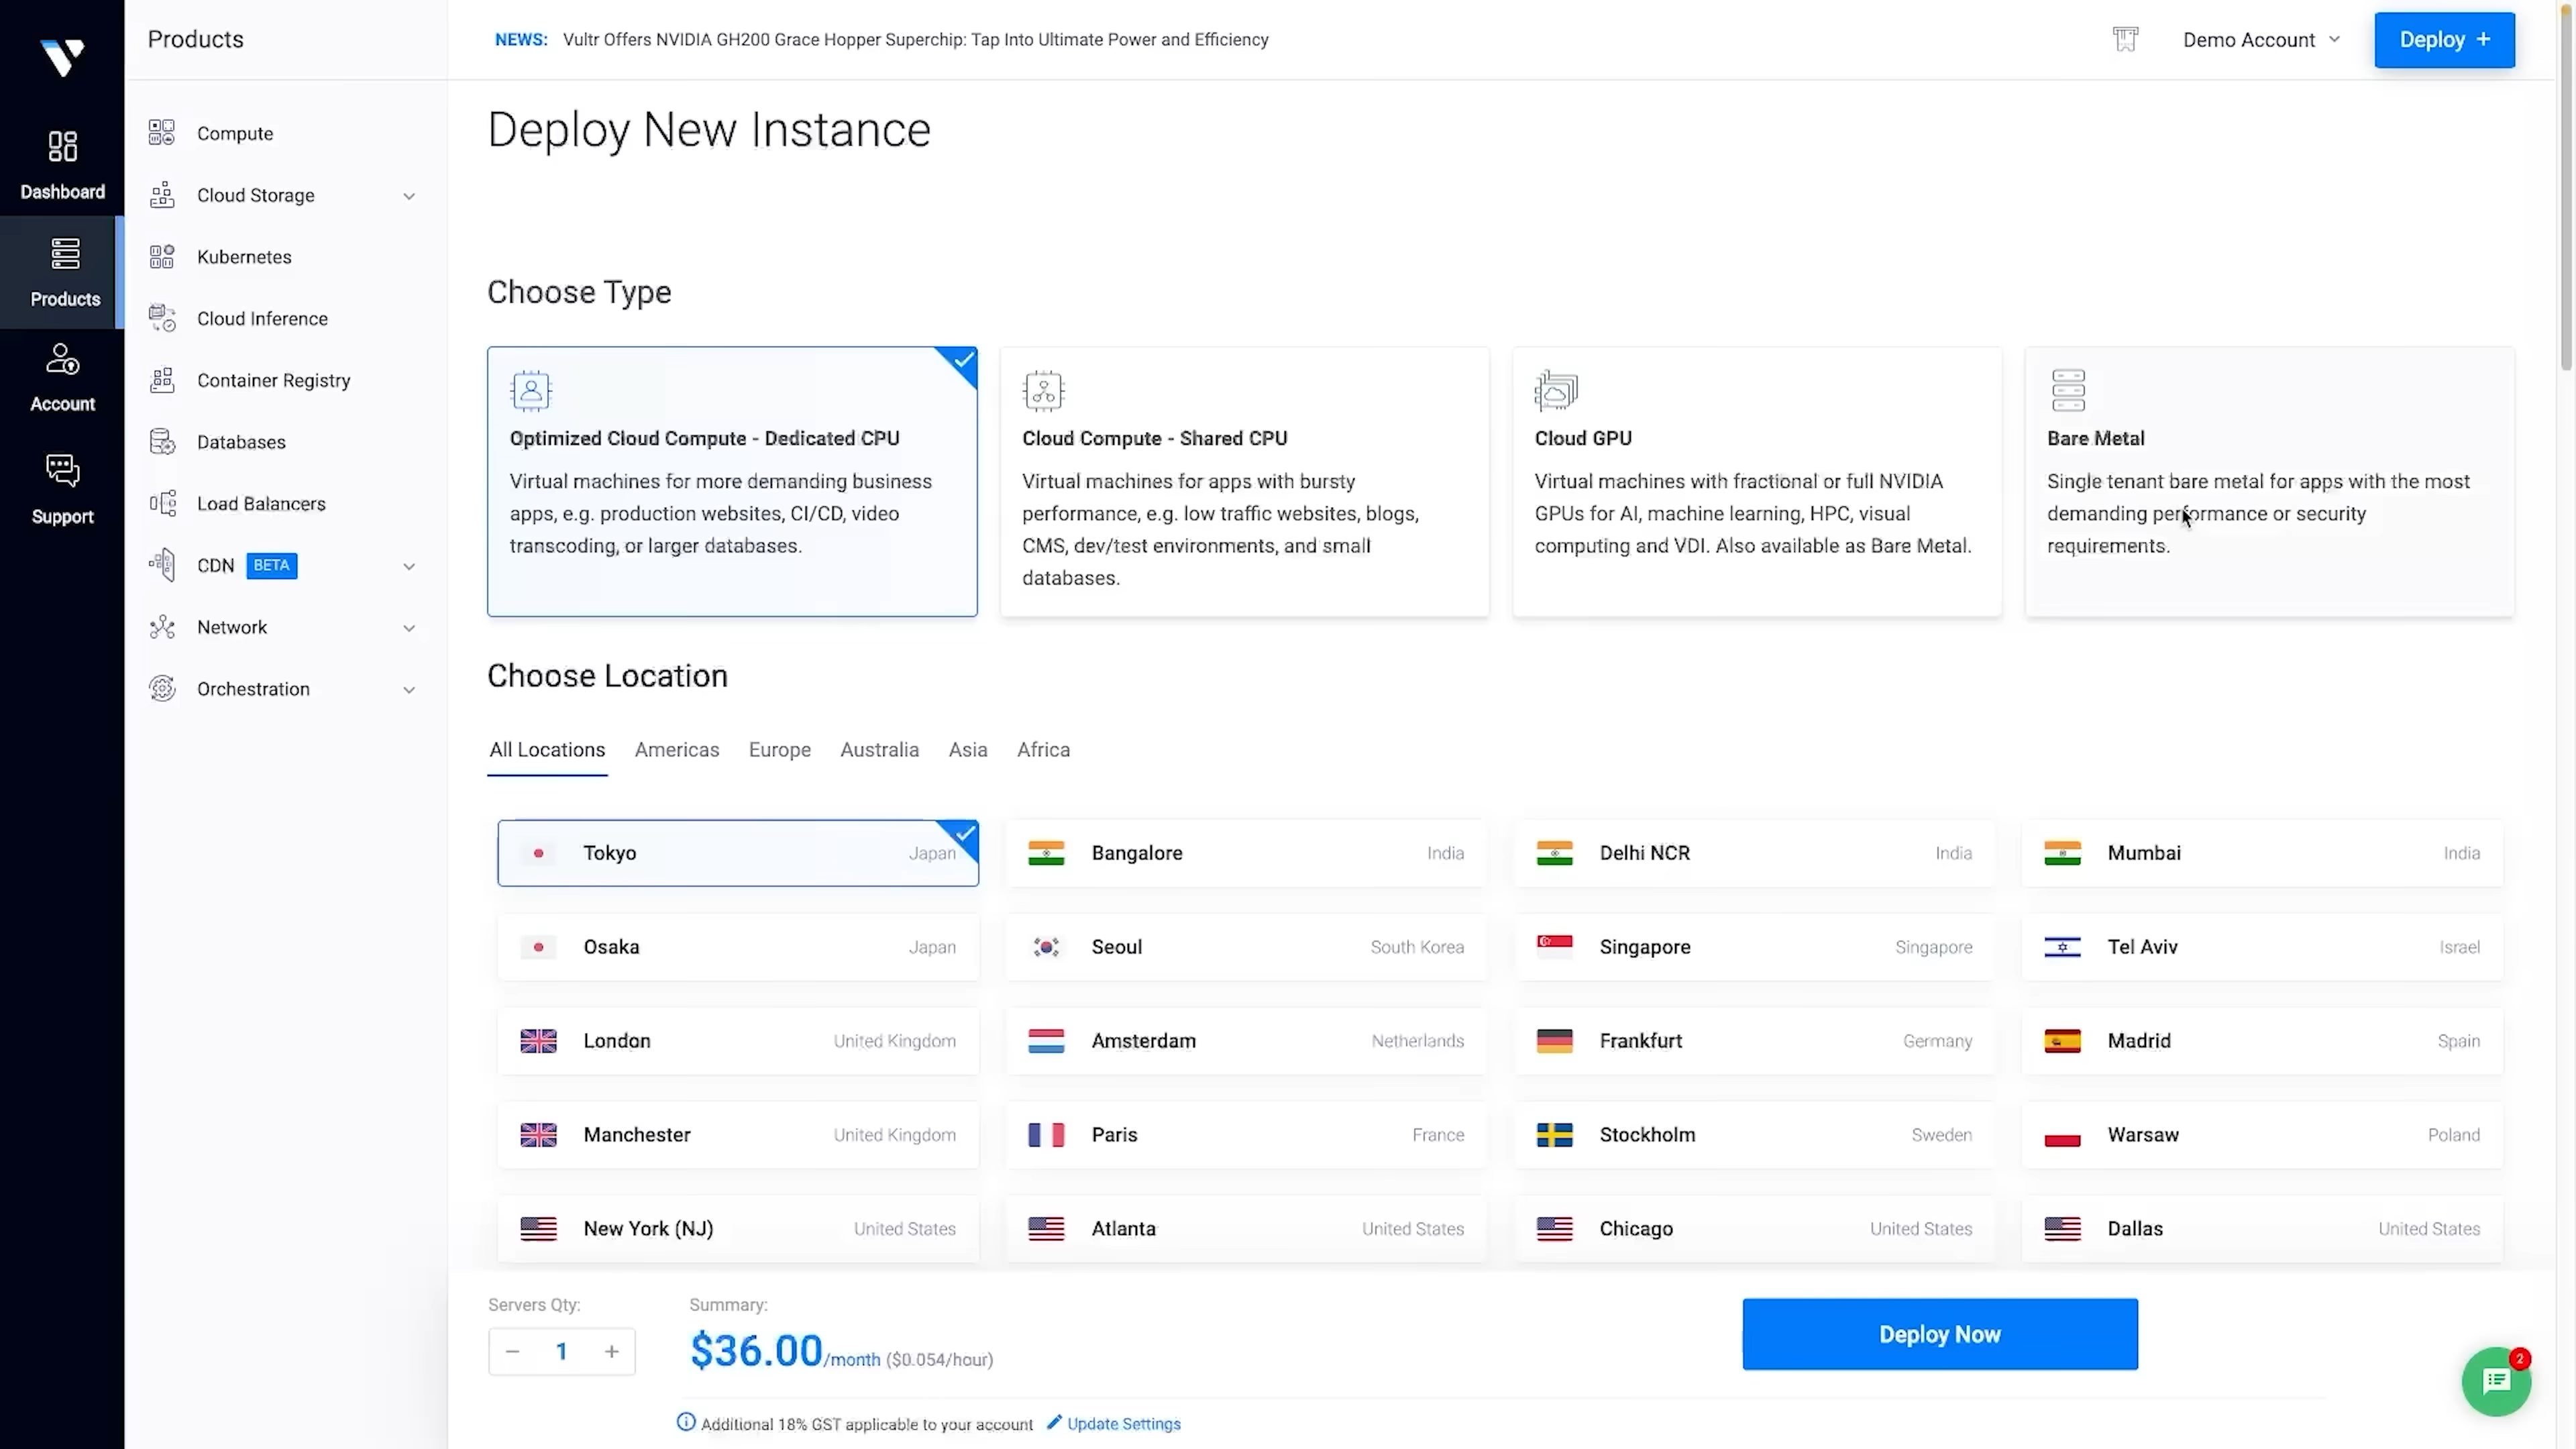 Products
NEWS: Vultr Offers NVIDIA GH200 Grace Hopper Superchip: Tap Into Ultimate Power and Efficiency
Demo Account
Deploy +
Dashboard
Products
Account
Support
Compute
Cloud Storage
Kubernetes
Cloud Inference
Container Registry
Databases
Load Balancers
CDN BETA
Network
Orchestration
Deploy New Instance
Choose Type
Optimized Cloud Compute - Dedicated CPU
Virtual machines for more demanding business
apps, e.g. production websites, CI/CD, video
transcoding, or larger databases.
Cloud Compute - Shared CPU
Virtual machines for apps with bursty
performance, e.g. low traffic websites, blogs,
CMS, dev/test environments, and small
databases.
Cloud GPU
Virtual machines with fractional or full NVIDIA
GPUs for AI, machine learning, HPC, visual
computing and VDI. Also available as Bare Metal.
Bare Metal
Single tenant bare metal for apps with the most
demanding performance or security
requirements.
Choose Location
All Locations Americas Europe Australia Asia Africa
Tokyo Japan
Bangalore India
Delhi NCR India
Mumbai India
Osaka Japan
Seoul South Korea
Singapore Singapore
Tel Aviv Israel
London United Kingdom
Amsterdam Netherlands
Frankfurt Germany
Madrid Spain
Manchester United Kingdom
Paris France
Stockholm Sweden
Warsaw Poland
New York (NJ) United States
Atlanta United States
Chicago United States
Dallas United States
Servers Qty:
− 1 +
Summary:
$36.00/month ($0.054/hour)
Deploy Now
2
Additional 18% GST applicable to your account Update Settings